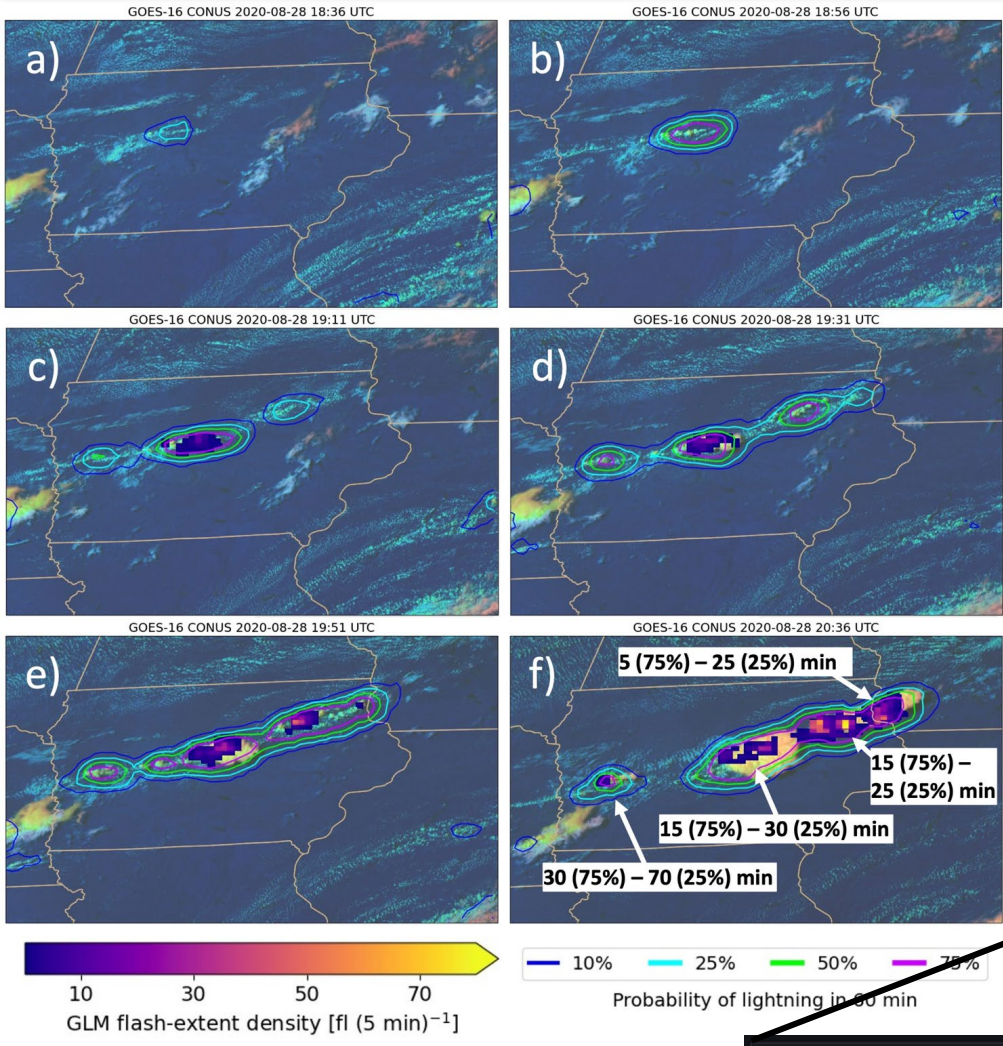 GOES-16 CONUS 2020-08-28 18:36 UTC
a)
GOES-16 CONUS 2020-08-28 18:56 UTC
b)
GOES-16 CONUS 2020-08-28 19:11 UTC
c)
GOES-16 CONUS 2020-08-28 19:31 UTC
d)
GOES-16 CONUS 2020-08-28 19:51 UTC
e)
GOES-16 CONUS 2020-08-28 20:36 UTC
f)
5 (75%) – 25 (25%) min
15 (75%) –
25 (25%) min
15 (75%) – 30 (25%) min
30 (75%) – 70 (25%) min
10 30 50 70
GLM flash-extent density [fl (5 min)⁻¹]
10% 25% 50% 75%
Probability of lightning in 60 min